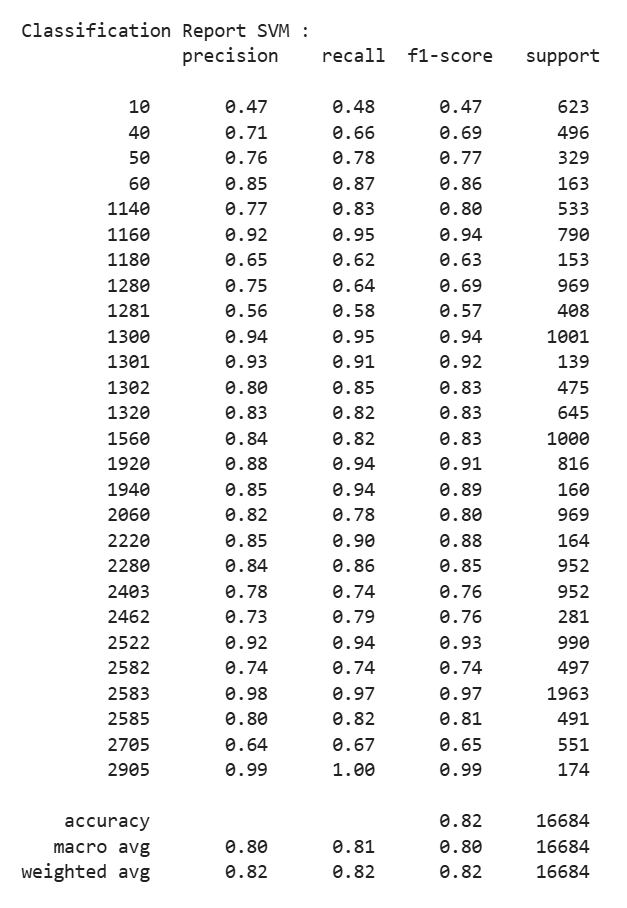 Classification Report SVM :
precision recall f1-score support
10 0.47 0.48 0.47 623
40 0.71 0.66 0.69 496
50 0.76 0.78 0.77 329
60 0.85 0.87 0.86 163
1140 0.77 0.83 0.80 533
1160 0.92 0.95 0.94 790
1180 0.65 0.62 0.63 153
1280 0.75 0.64 0.69 969
1281 0.56 0.58 0.57 408
1300 0.94 0.95 0.94 1001
1301 0.93 0.91 0.92 139
1302 0.80 0.85 0.83 475
1320 0.83 0.82 0.83 645
1560 0.84 0.82 0.83 1000
1920 0.88 0.94 0.91 816
1940 0.85 0.94 0.89 160
2060 0.82 0.78 0.80 969
2220 0.85 0.90 0.88 164
2280 0.84 0.86 0.85 952
2403 0.78 0.74 0.76 952
2462 0.73 0.79 0.76 281
2522 0.92 0.94 0.93 990
2582 0.74 0.74 0.74 497
2583 0.98 0.97 0.97 1963
2585 0.80 0.82 0.81 491
2705 0.64 0.67 0.65 551
2905 0.99 1.00 0.99 174
accuracy 0.82 16684
macro avg 0.80 0.81 0.80 16684
weighted avg 0.82 0.82 0.82 16684